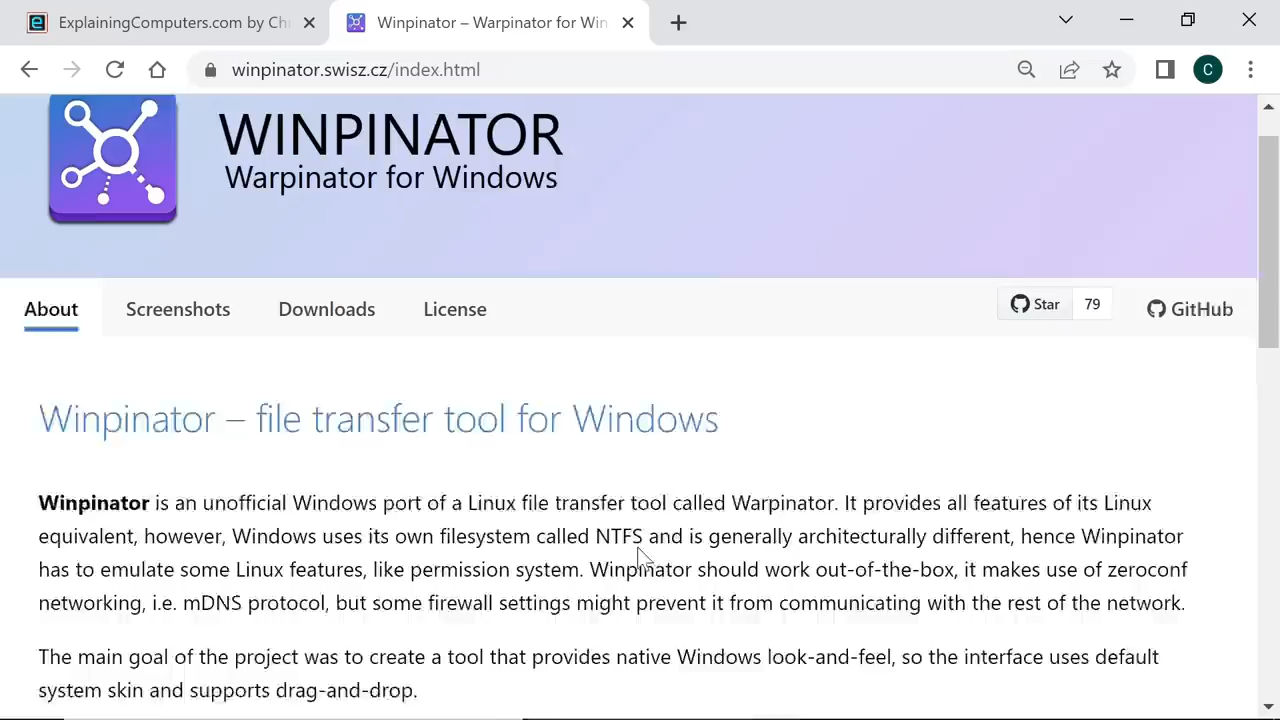 ExplainingComputers.com by Ch
Winpinator – Warpinator for Win
winpinator.swisz.cz/index.html
C
WINPINATOR
Warpinator for Windows
About
Screenshots
Downloads
License
Star
79
GitHub
Winpinator – file transfer tool for Windows
Winpinator is an unofficial Windows port of a Linux file transfer tool called Warpinator. It provides all features of its Linux
equivalent, however, Windows uses its own filesystem called NTFS and is generally architecturally different, hence Winpinator
has to emulate some Linux features, like permission system. Winpinator should work out-of-the-box, it makes use of zeroconf
networking, i.e. mDNS protocol, but some firewall settings might prevent it from communicating with the rest of the network.
The main goal of the project was to create a tool that provides native Windows look-and-feel, so the interface uses default
system skin and supports drag-and-drop.